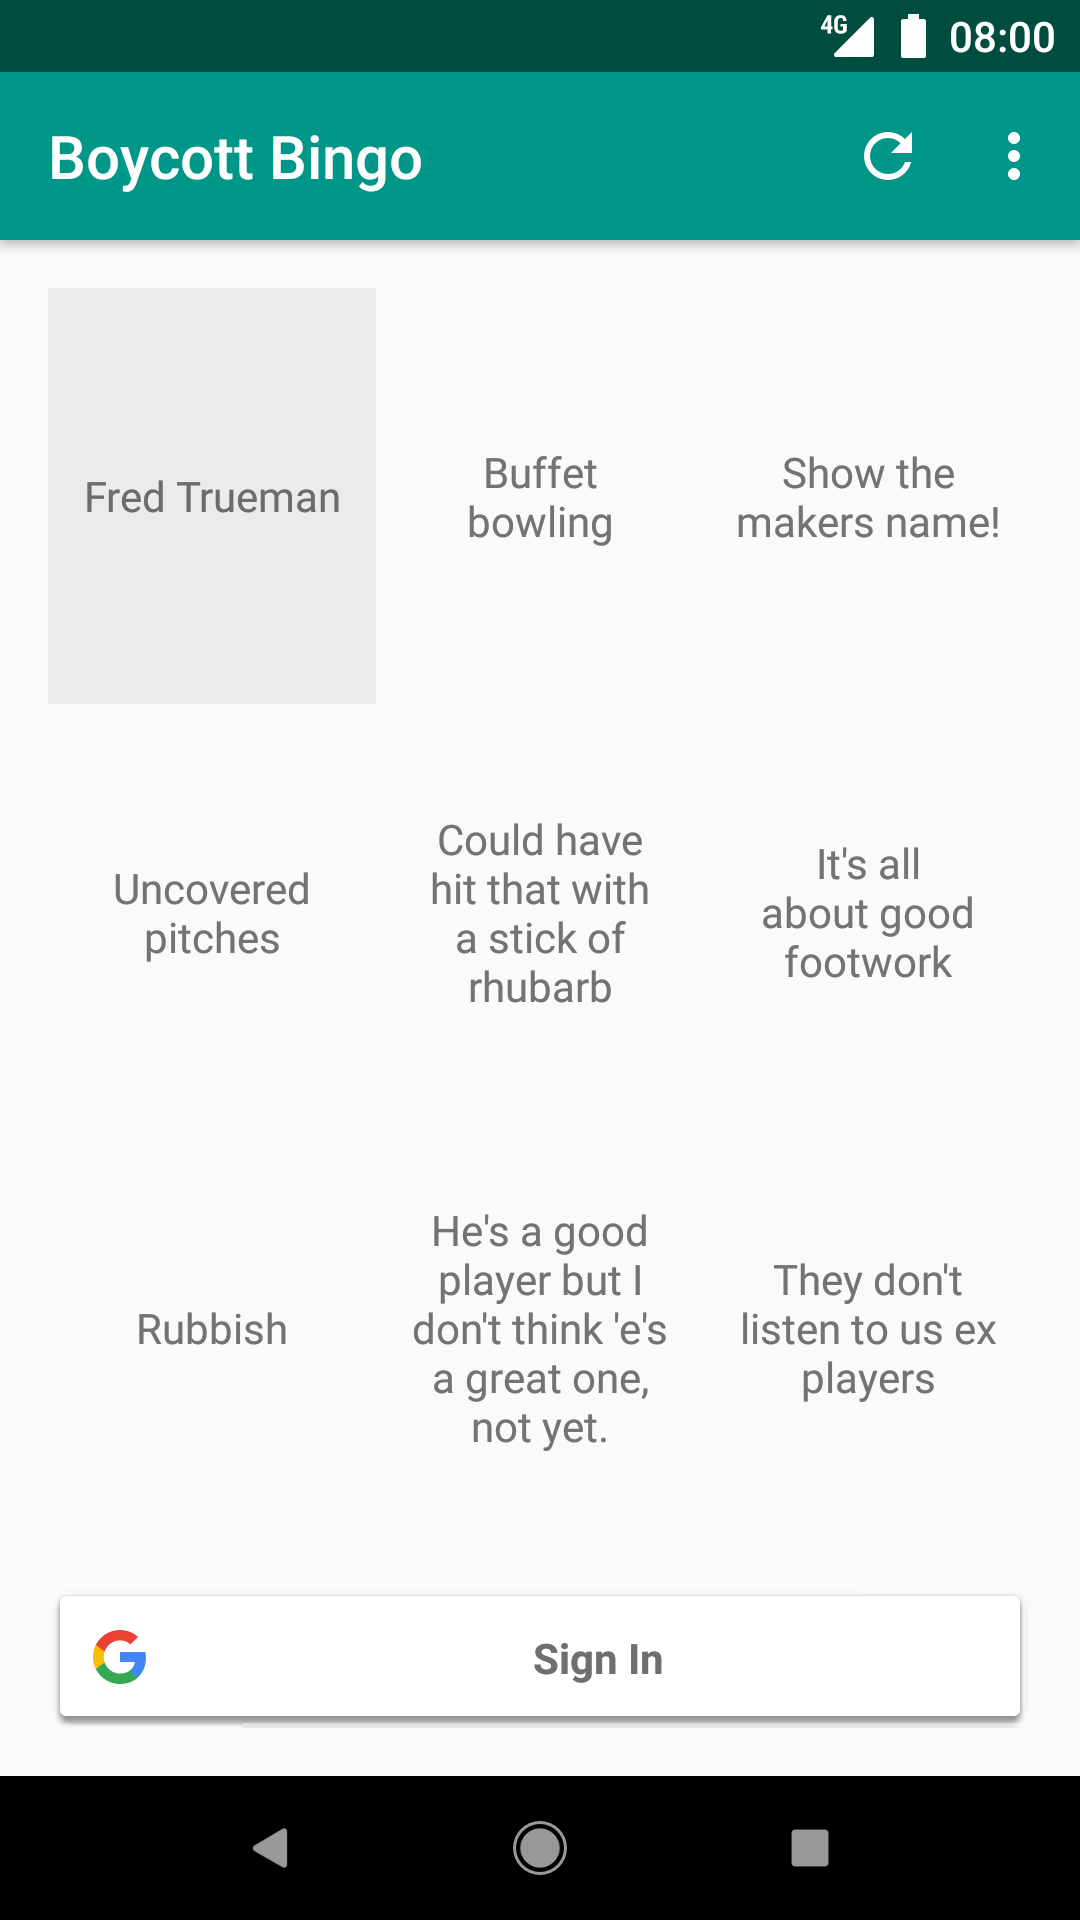 4G 08:00
Boycott Bingo
Fred Trueman
Buffet
bowling
Show the
makers name!
Uncovered
pitches
Could have
hit that with
a stick of
rhubarb
It's all
about good
footwork
Rubbish
He's a good
player but I
don't think 'e's
a great one,
not yet.
They don't
listen to us ex
players
Sign In